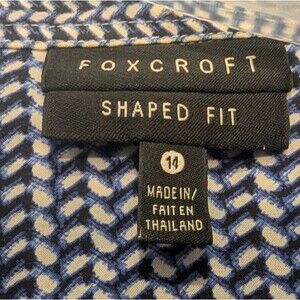 FOXCROFT
SHAPED FIT
14
MADE IN/
FAIT EN
THAILAND